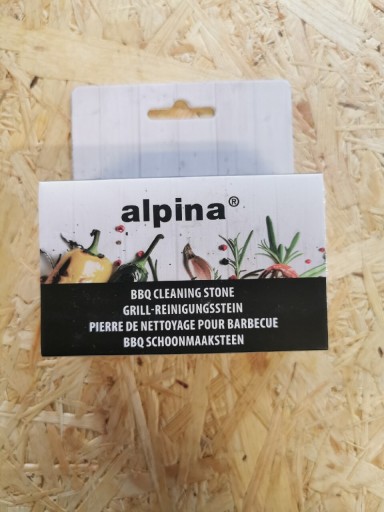 alpina®
BBQ CLEANING STONE
GRILL-REINIGUNGSSTEIN
PIERRE DE NETTOYAGE POUR BARBECUE
BBQ SCHOONMAAKSTEEN